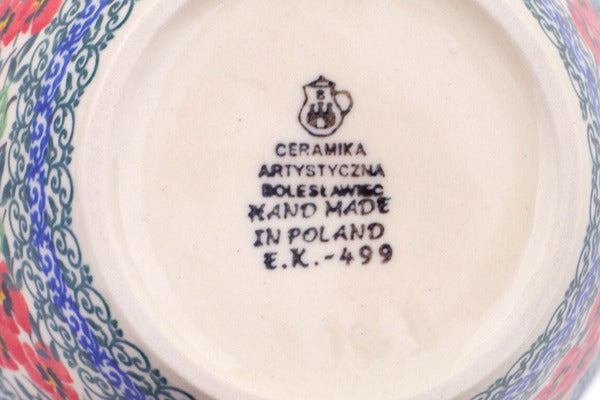 B
CERAMIKA
ARTYSTYCZNA
BOLESŁAWIEC
HAND MADE
IN POLAND
E.K.-499